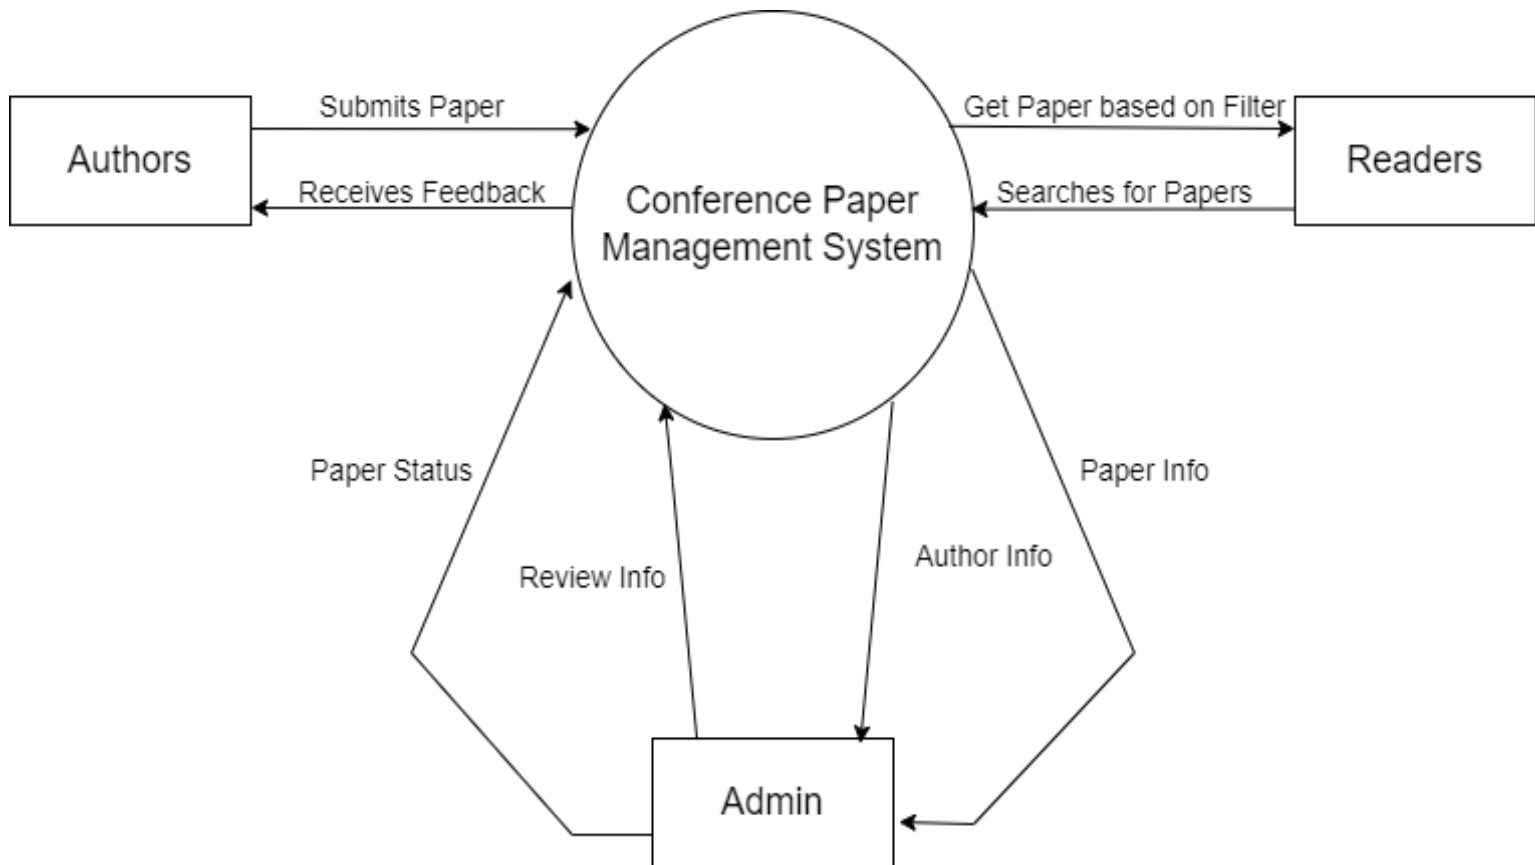 Submits Paper
Get Paper based on Filter
Authors
Readers
Receives Feedback
Searches for Papers
Conference Paper
Management System
Paper Status
Paper Info
Author Info
Review Info
Admin